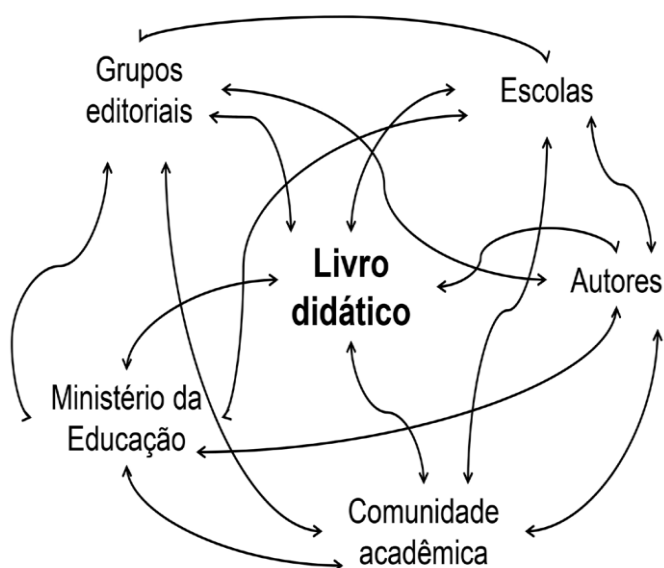 Grupos
editoriais
Escolas
Livro
didático
Autores
Ministério da
Educação
Comunidade
acadêmica